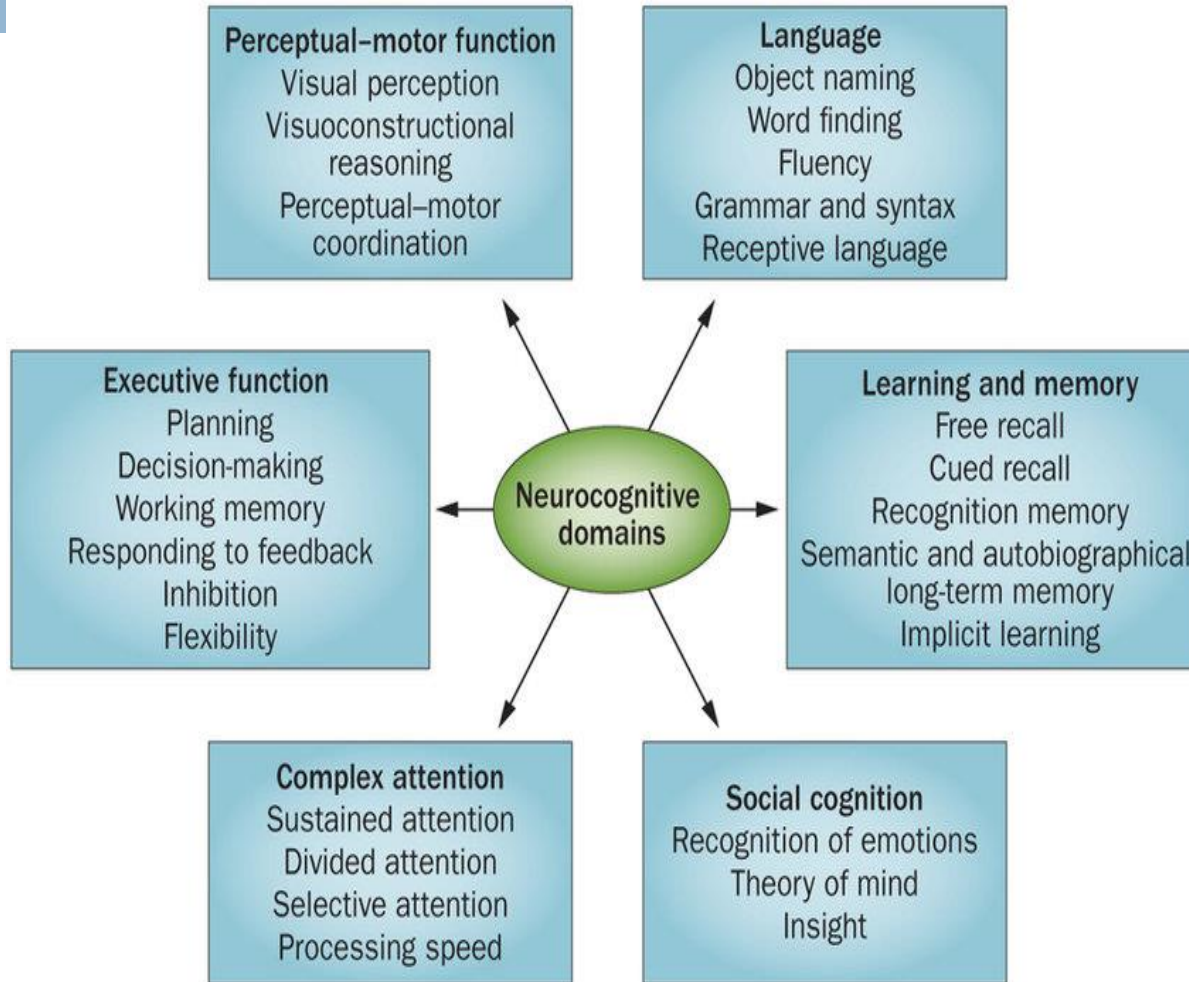 Perceptual–motor function
Visual perception
Visuoconstructional
reasoning
Perceptual–motor
coordination
Language
Object naming
Word finding
Fluency
Grammar and syntax
Receptive language
Executive function
Planning
Decision-making
Working memory
Responding to feedback
Inhibition
Flexibility
Neurocognitive
domains
Learning and memory
Free recall
Cued recall
Recognition memory
Semantic and autobiographical
long-term memory
Implicit learning
Complex attention
Sustained attention
Divided attention
Selective attention
Processing speed
Social cognition
Recognition of emotions
Theory of mind
Insight